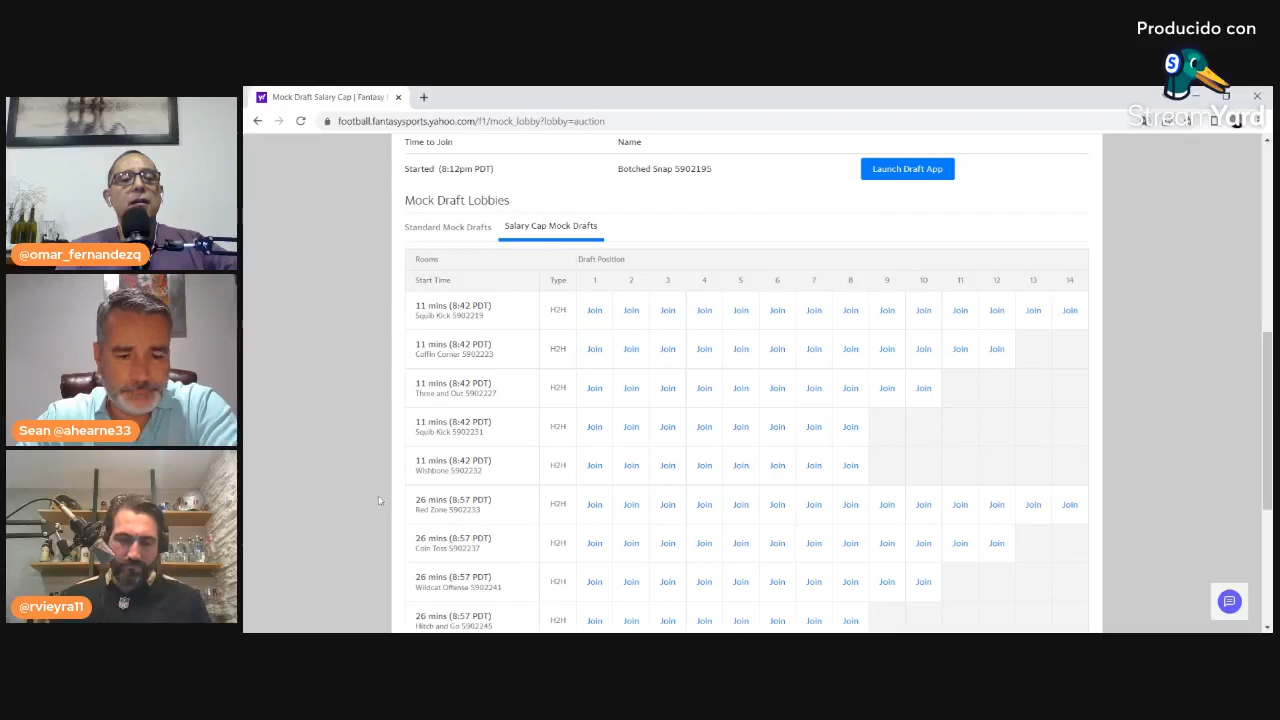 Producido con
S
StreamYard
Mock Draft Salary Cap | Fantasy
football.fantasysports.yahoo.com/f1/mock_lobby?lobby=auction
Time to Join Name
Started (8:12pm PDT) Botched Snap 5902195 Launch Draft App
Mock Draft Lobbies
Standard Mock Drafts Salary Cap Mock Drafts
Rooms Draft Position
Start Time Type 1 2 3 4 5 6 7 8 9 10 11 12 13 14
11 mins (8:42 PDT)
Squib Kick 5902219
H2H Join Join Join Join Join Join Join Join Join Join Join Join Join Join
11 mins (8:42 PDT)
Coffin Corner 5902223
H2H Join Join Join Join Join Join Join Join Join Join Join Join
11 mins (8:42 PDT)
Three and Out 5902227
H2H Join Join Join Join Join Join Join Join Join Join
11 mins (8:42 PDT)
Squib Kick 5902231
H2H Join Join Join Join Join Join Join Join
11 mins (8:42 PDT)
Wishbone 5902232
H2H Join Join Join Join Join Join Join Join
26 mins (8:57 PDT)
Red Zone 5902233
H2H Join Join Join Join Join Join Join Join Join Join Join Join Join Join
26 mins (8:57 PDT)
Coin Toss 5902237
H2H Join Join Join Join Join Join Join Join Join Join Join Join
26 mins (8:57 PDT)
Wildcat Offense 5902241
H2H Join Join Join Join Join Join Join Join Join Join
26 mins (8:57 PDT)
Hitch and Go 5902245
H2H Join Join Join Join Join Join Join Join
@omar_fernandezq
Sean @ahearne33
@rvieyra11